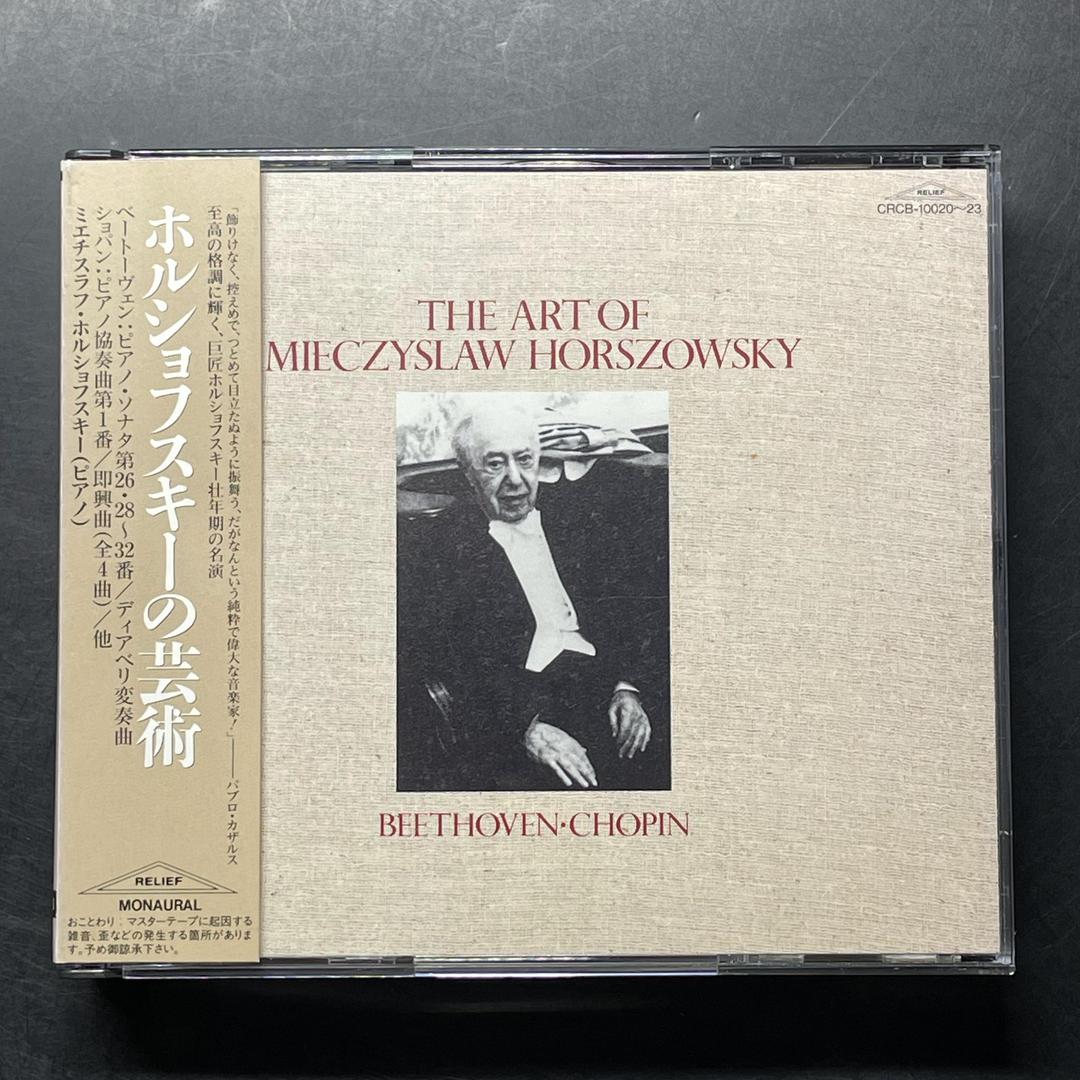 「飾りけなく、控えめで、つとめて目立たぬように振舞う、だがなんという純粋で偉大な音楽家!」——パブロ・カザルス
至高の格調に輝く、巨匠ホルショフスキー壮年期の名演
ホルショフスキーの芸術
ベートーヴェン:ピアノ・ソナタ第26・28〜32番/ディアベリ変奏曲
ショパン:ピアノ協奏曲第1番/即興曲(全4曲)/他
ミエチスラフ・ホルショフスキー(ピアノ)
RELIEF
MONAURAL
おことわり:マスターテープに起因する
雑音、歪などの発生する箇所がありま
す。予め御諒承下さい。
RELIEF
CRCB-10020〜23
THE ART OF
MIECZYSLAW HORSZOWSKY
BEETHOVEN·CHOPIN